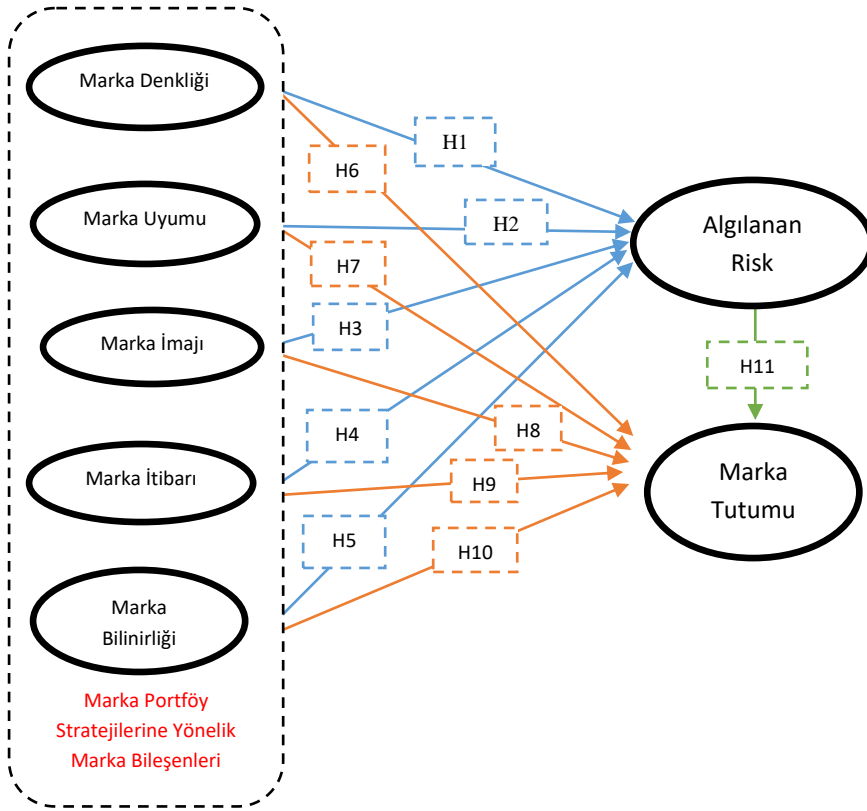 Marka Denkliği
Marka Uyumu
Marka İmajı
Marka İtibarı
Marka
Bilinirliği
Marka Portföy
Stratejilerine Yönelik
Marka Bileşenleri
H1
H6
H2
H7
H3
H4
H8
H9
H5
H10
Algılanan
Risk
H11
Marka
Tutumu